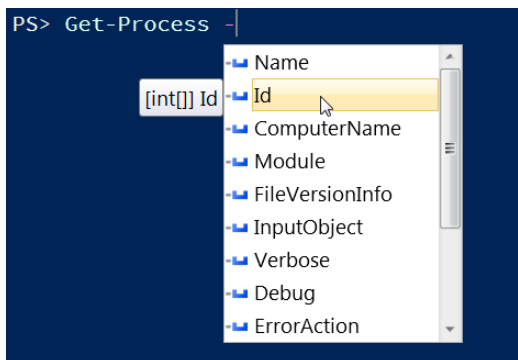 PS> Get-Process -
Name
[int[]] Id
Id
ComputerName
Module
FileVersionInfo
InputObject
Verbose
Debug
ErrorAction